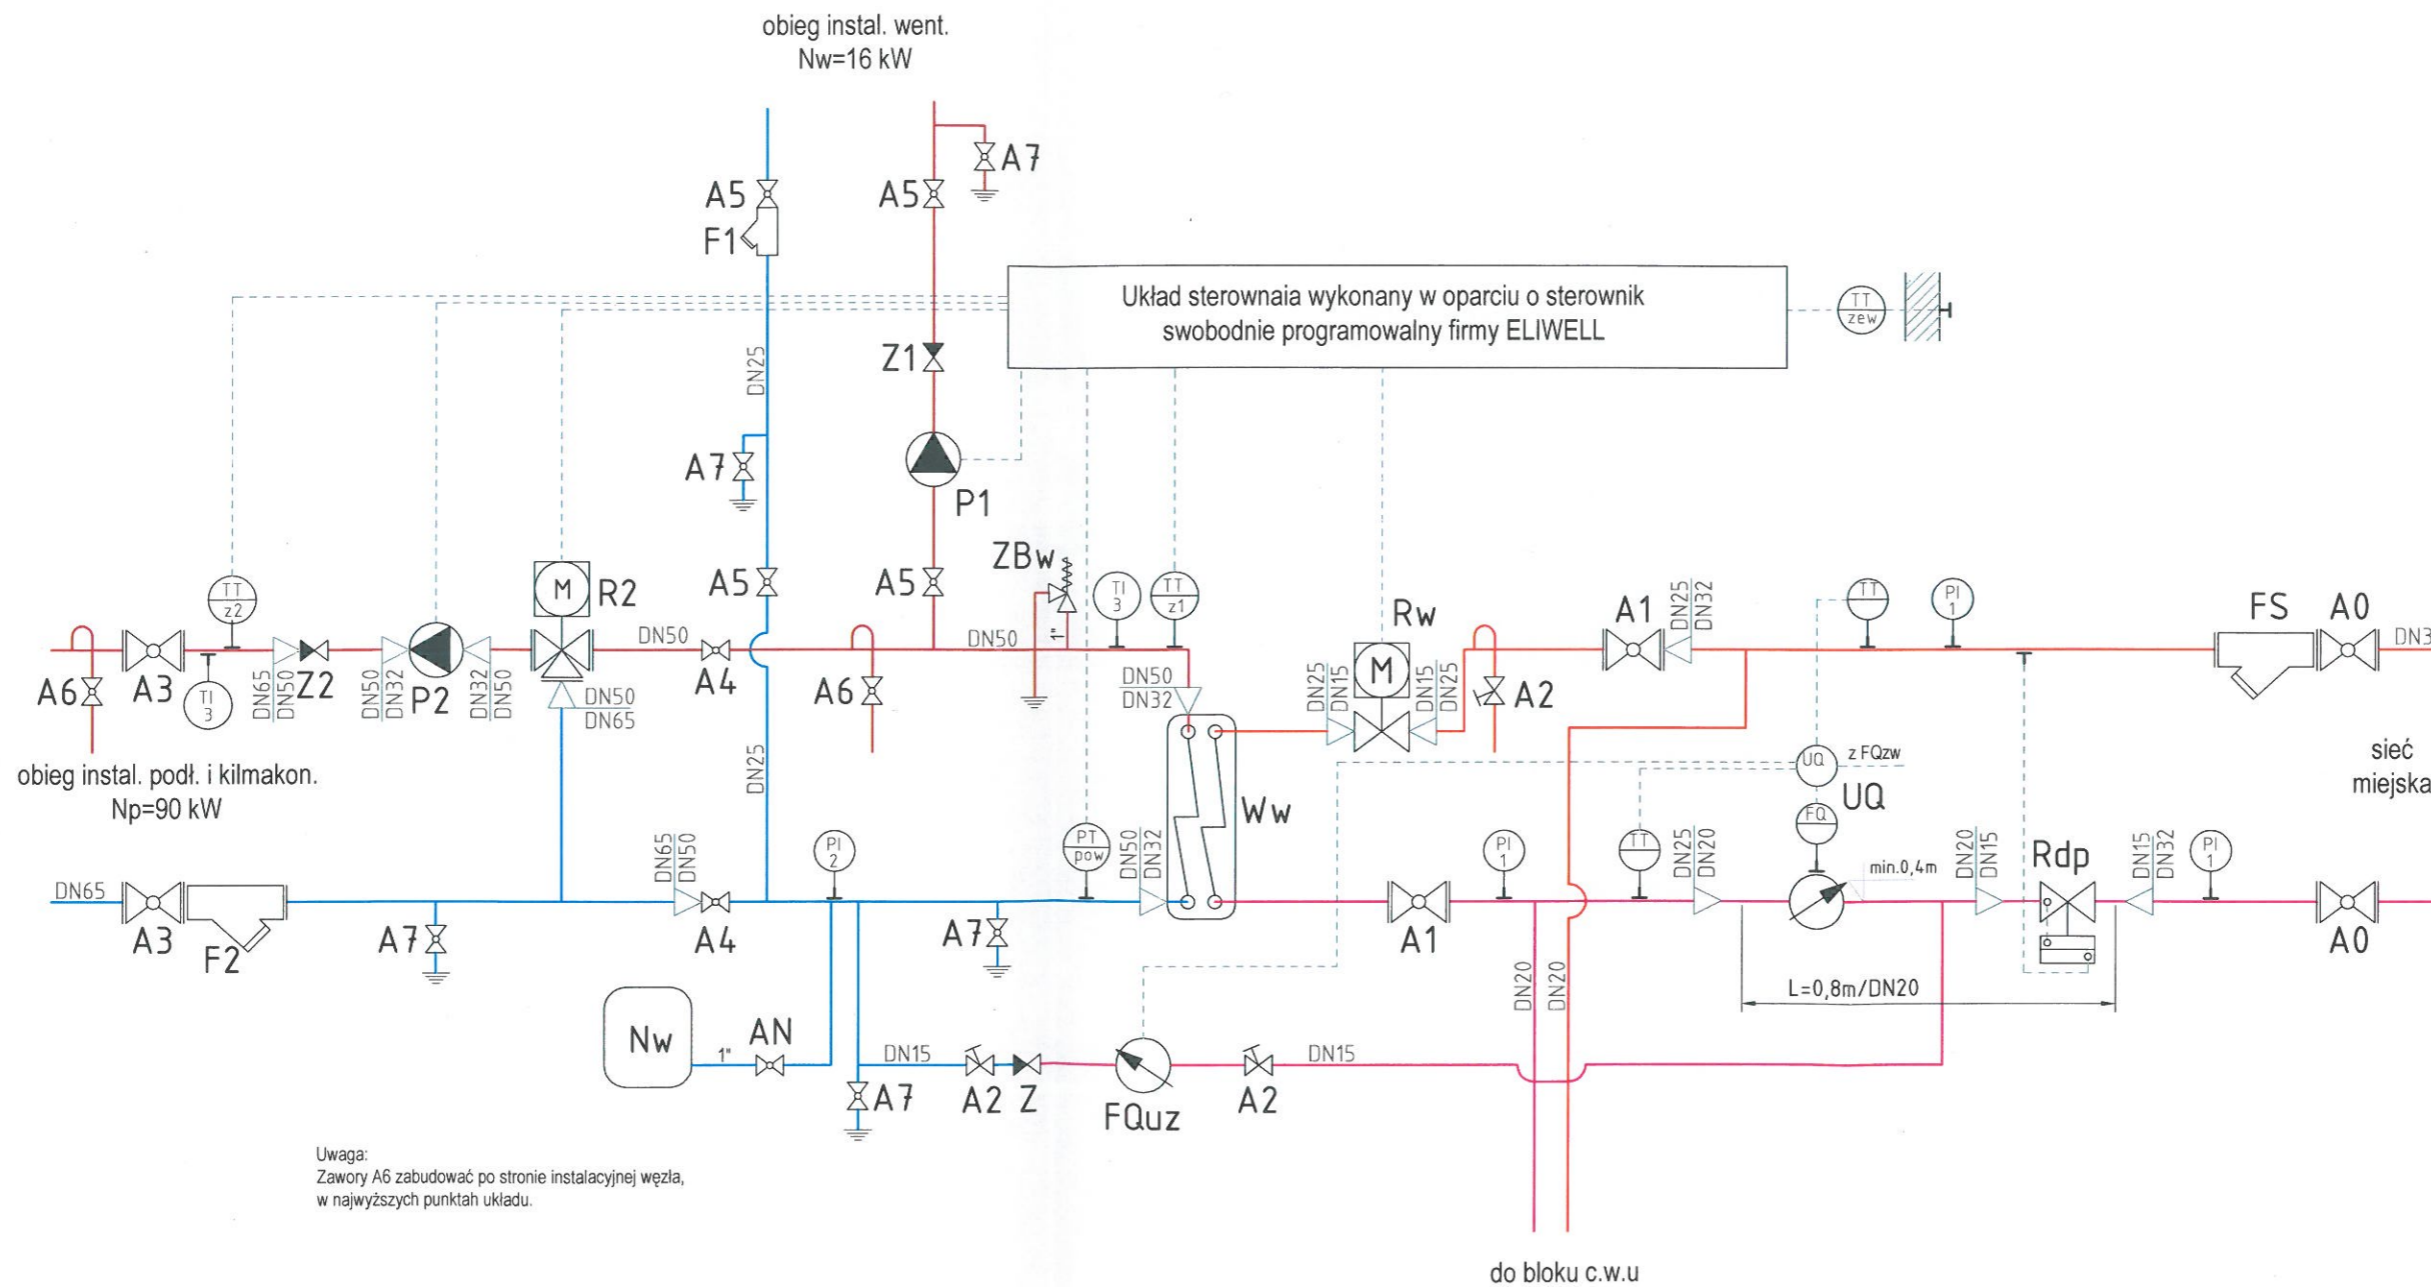 obieg instal. went.
Nw=16 kW
A7
A5
A5
F1
Układ sterownaia wykonany w oparciu o sterownik
swobodnie programowalny firmy ELIWELL
TT
zew
Z1
DN25
A7
P1
ZBw
A5
A5
TT
z2
M
R2
TI
3
TT
z1
Rw
A1
DN25
DN32
TT
PI
1
FS
A0
DN50
DN50
1"
DN3
A6
A3
TI
3
DN65
DN50
Z2
DN50
DN32
P2
DN32
DN50
DN50
DN65
A4
A6
DN50
DN32
DN25
DN15
M
DN15
DN25
A2
obieg instal. podł. i kilmakon.
Np=90 kW
DN25
Ww
UQ
z FQzw
UQ
sieć
miejska
FQ
DN65
DN50
PI
2
PT
pow
DN50
DN32
PI
1
TT
DN25
DN20
min.0,4m
DN20
DN15
Rdp
DN15
DN32
PI
1
DN65
A3
F2
A7
A4
A7
A1
A0
DN20
DN20
L=0,8m/DN20
Nw
1"
AN
DN15
A2
Z
FQuz
A2
DN15
A7
Uwaga:
Zawory A6 zabudować po stronie instalacyjnej węzła,
w najwyższych punktah układu.
do bloku c.w.u